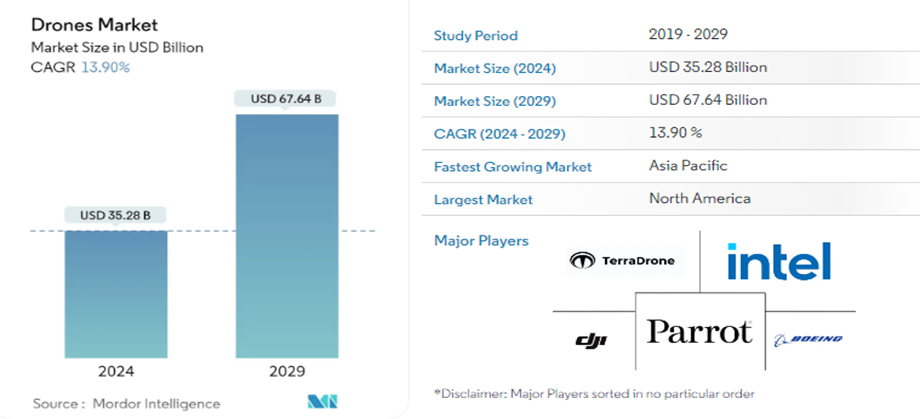 Drones Market
Market Size in USD Billion
CAGR 13.90%
USD 67.64 B
USD 35.28 B
2024
2029
Source : Mordor Intelligence
Study Period 2019 - 2029
Market Size (2024) USD 35.28 Billion
Market Size (2029) USD 67.64 Billion
CAGR (2024 - 2029) 13.90 %
Fastest Growing Market Asia Pacific
Largest Market North America
Major Players
TerraDrone
intel
dji
Parrot
BOEING
*Disclaimer: Major Players sorted in no particular order